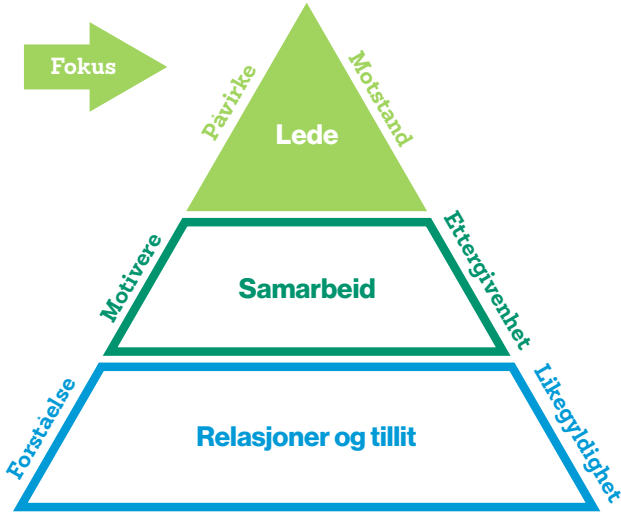 Fokus
Påvirke
Motstand
Lede
Motivere
Ettergivenhet
Samarbeid
Forståelse
Likegyldighet
Relasjoner og tillit